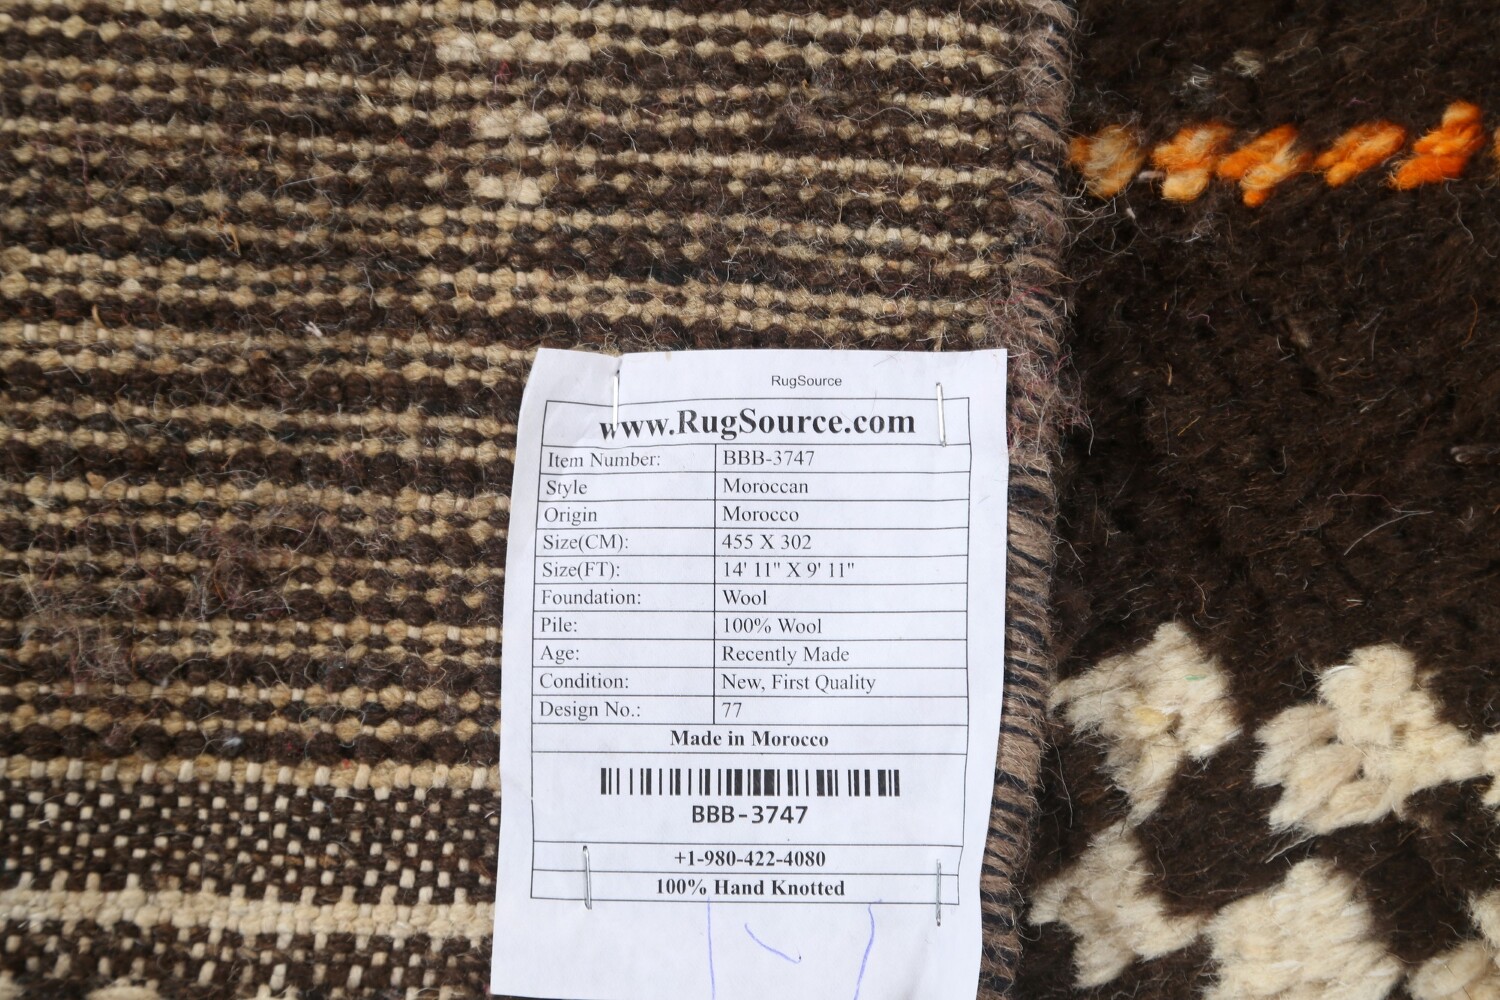 RugSource
www.RugSource.com
Item Number: BBB-3747
Style Moroccan
Origin Morocco
Size(CM): 455 X 302
Size(FT): 14' 11" X 9' 11"
Foundation: Wool
Pile: 100% Wool
Age: Recently Made
Condition: New, First Quality
Design No.: 77
Made in Morocco
BBB-3747
+1-980-422-4080
100% Hand Knotted